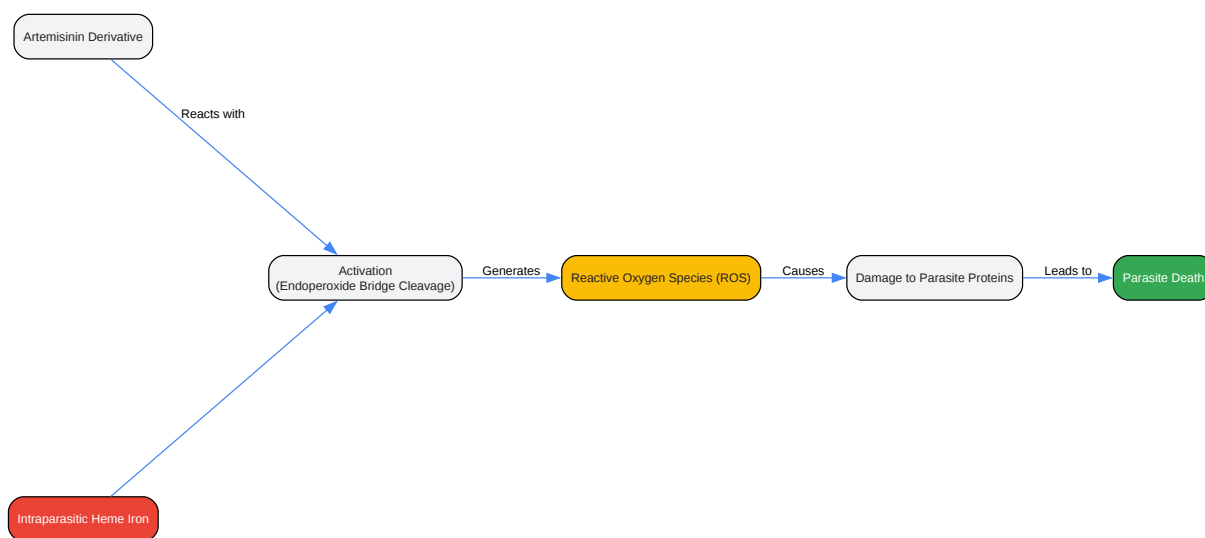 Artemisinin Derivative
Reacts with
Activation
(Endoperoxide Bridge Cleavage)
Generates
Reactive Oxygen Species (ROS)
Causes
Damage to Parasite Proteins
Leads to
Parasite Death
Intraparasitic Heme Iron